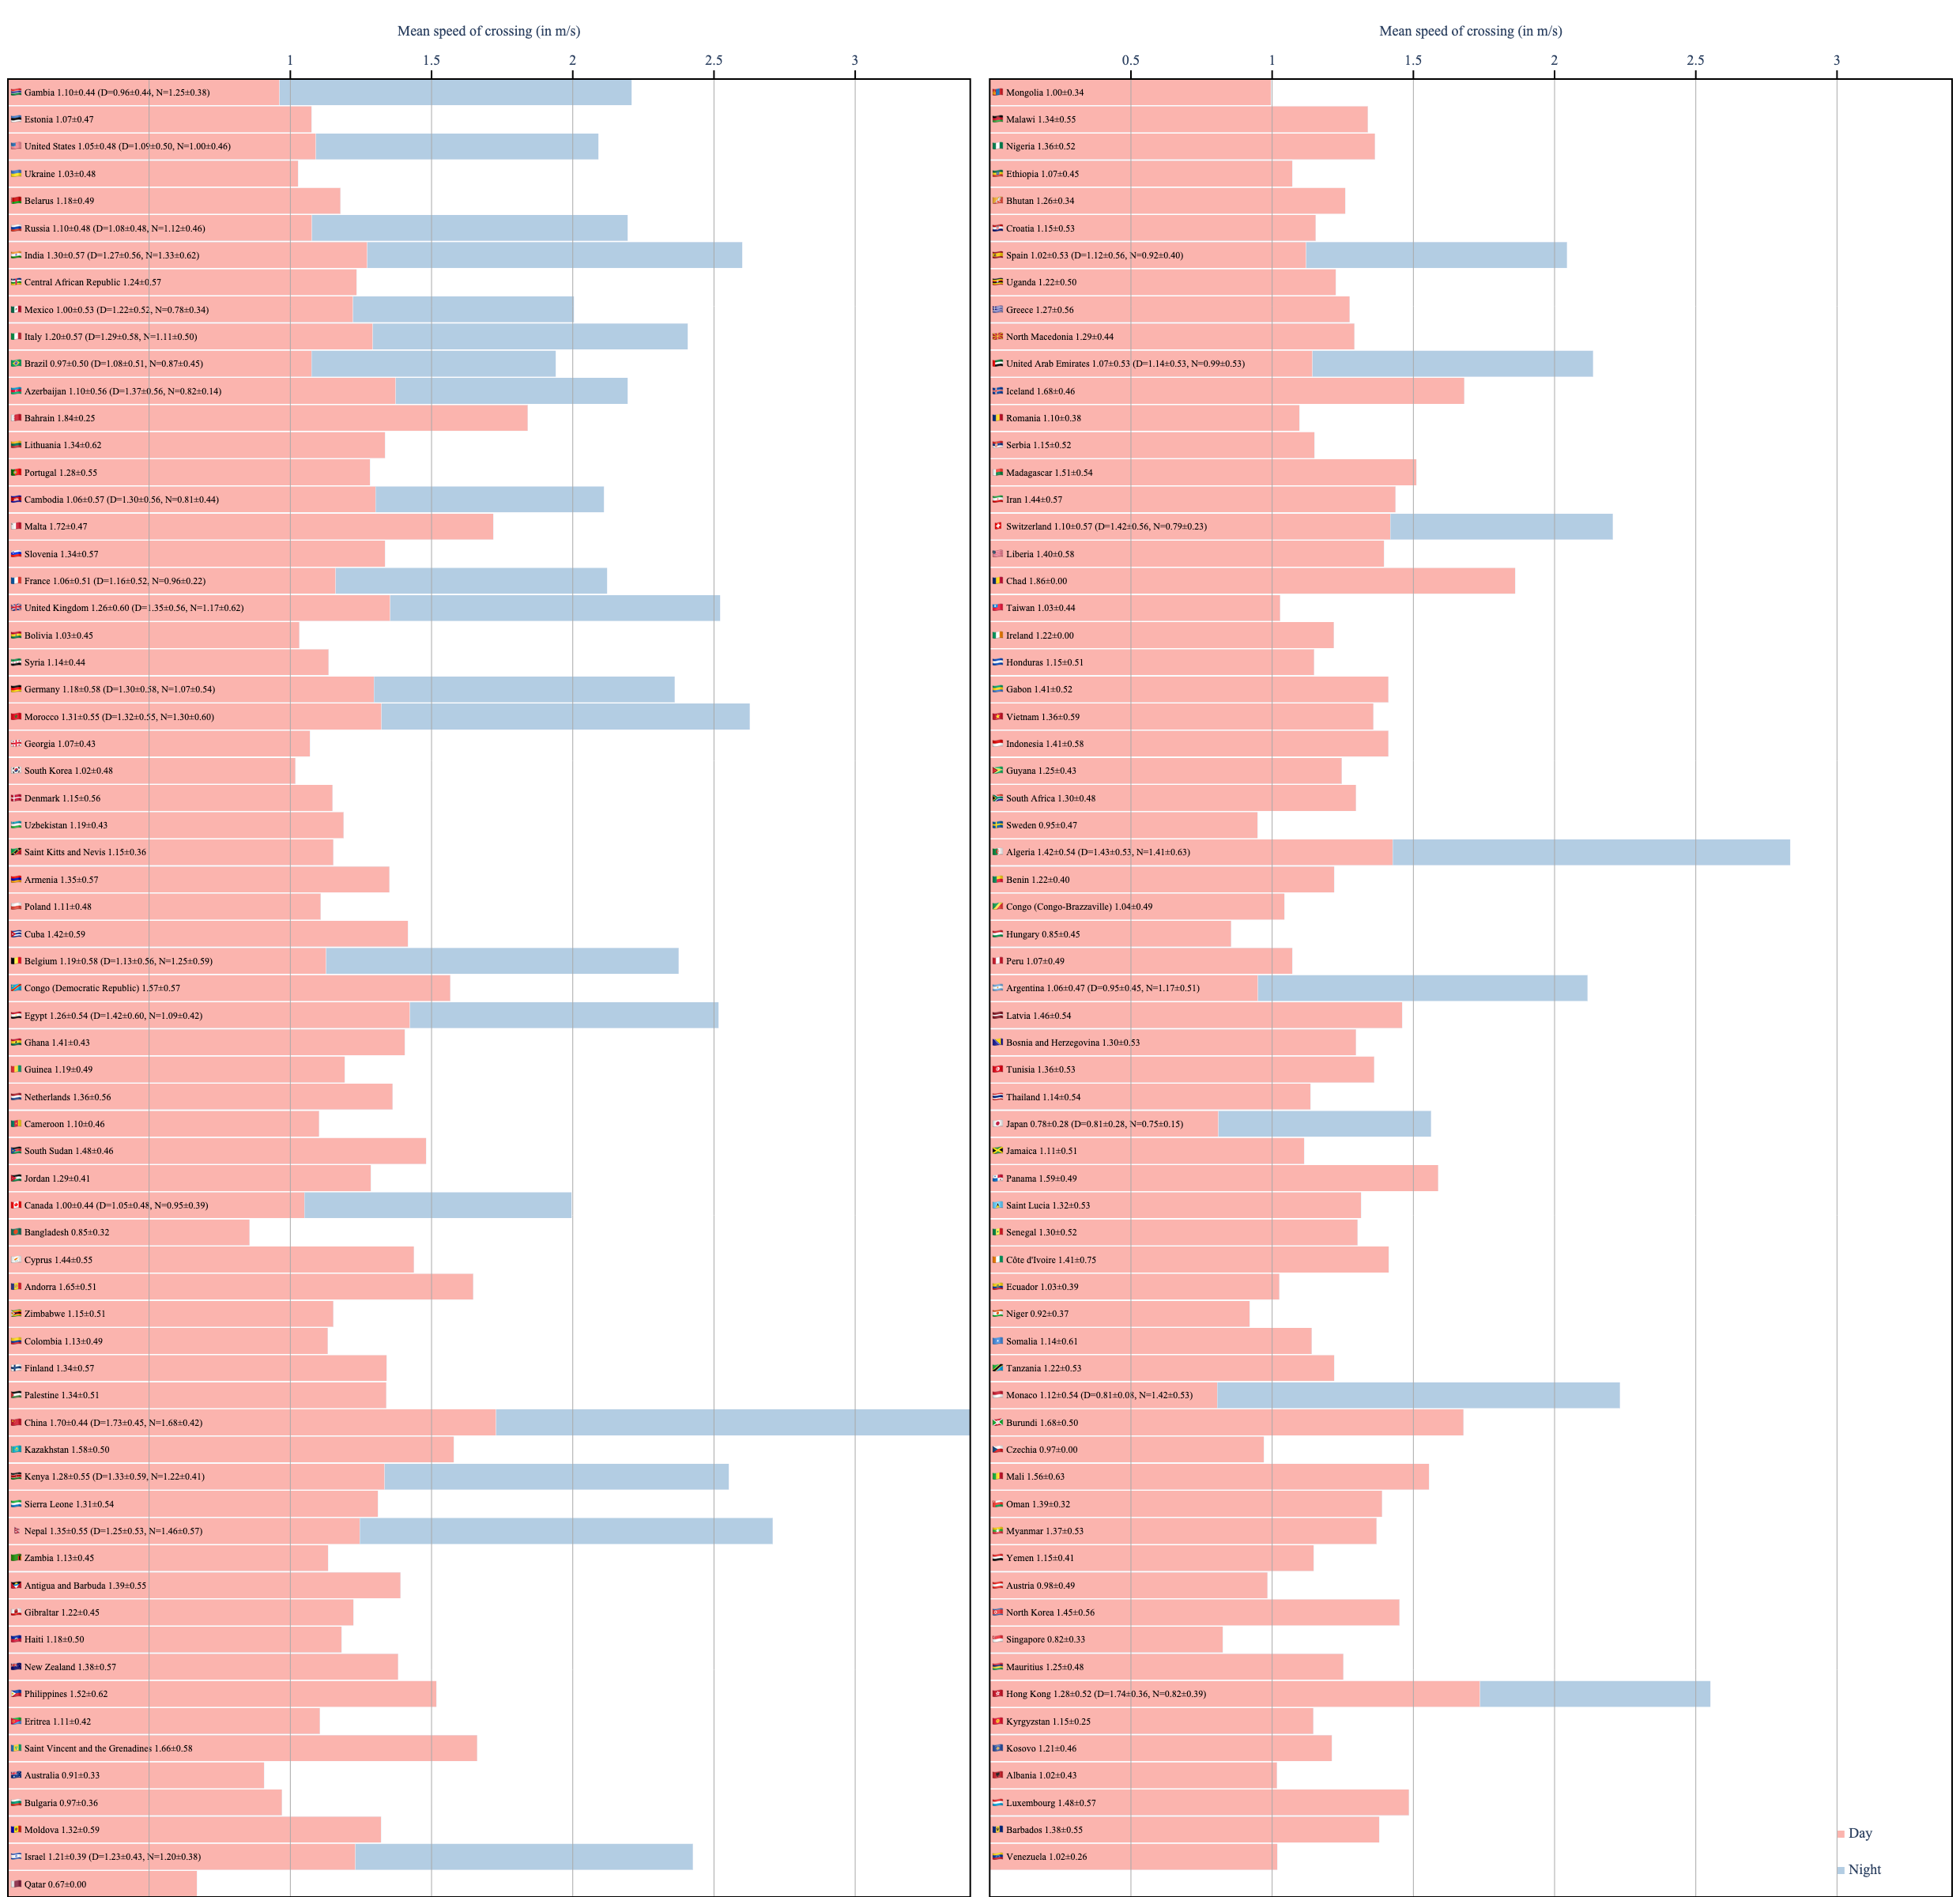 Mean speed of crossing (in m/s)
1 1.5 2 2.5 3
Gambia 1.10±0.44 (D=0.96±0.44, N=1.25±0.38)
Estonia 1.07±0.47
United States 1.05±0.48 (D=1.09±0.50, N=1.00±0.46)
Ukraine 1.03±0.48
Belarus 1.18±0.49
Russia 1.10±0.48 (D=1.08±0.48, N=1.12±0.46)
India 1.30±0.57 (D=1.27±0.56, N=1.33±0.62)
Central African Republic 1.24±0.57
Mexico 1.00±0.53 (D=1.22±0.52, N=0.78±0.34)
Italy 1.20±0.57 (D=1.29±0.58, N=1.11±0.50)
Brazil 0.97±0.50 (D=1.08±0.51, N=0.87±0.45)
Azerbaijan 1.10±0.56 (D=1.37±0.56, N=0.82±0.14)
Bahrain 1.84±0.25
Lithuania 1.34±0.62
Portugal 1.28±0.55
Cambodia 1.06±0.57 (D=1.30±0.56, N=0.81±0.44)
Malta 1.72±0.47
Slovenia 1.34±0.57
France 1.06±0.51 (D=1.16±0.52, N=0.96±0.22)
United Kingdom 1.26±0.60 (D=1.35±0.56, N=1.17±0.62)
Bolivia 1.03±0.45
Syria 1.14±0.44
Germany 1.18±0.58 (D=1.30±0.58, N=1.07±0.54)
Morocco 1.31±0.55 (D=1.32±0.55, N=1.30±0.60)
Georgia 1.07±0.43
South Korea 1.02±0.48
Denmark 1.15±0.56
Uzbekistan 1.19±0.43
Saint Kitts and Nevis 1.15±0.36
Armenia 1.35±0.57
Poland 1.11±0.48
Cuba 1.42±0.59
Belgium 1.19±0.58 (D=1.13±0.56, N=1.25±0.59)
Congo (Democratic Republic) 1.57±0.57
Egypt 1.26±0.54 (D=1.42±0.60, N=1.09±0.42)
Ghana 1.41±0.43
Guinea 1.19±0.49
Netherlands 1.36±0.56
Cameroon 1.10±0.46
South Sudan 1.48±0.46
Jordan 1.29±0.41
Canada 1.00±0.44 (D=1.05±0.48, N=0.95±0.39)
Bangladesh 0.85±0.32
Cyprus 1.44±0.55
Andorra 1.65±0.51
Zimbabwe 1.15±0.51
Colombia 1.13±0.49
Finland 1.34±0.57
Palestine 1.34±0.51
China 1.70±0.44 (D=1.73±0.45, N=1.68±0.42)
Kazakhstan 1.58±0.50
Kenya 1.28±0.55 (D=1.33±0.59, N=1.22±0.41)
Sierra Leone 1.31±0.54
Nepal 1.35±0.55 (D=1.25±0.53, N=1.46±0.57)
Zambia 1.13±0.45
Antigua and Barbuda 1.39±0.55
Gibraltar 1.22±0.45
Haiti 1.18±0.50
New Zealand 1.38±0.57
Philippines 1.52±0.62
Eritrea 1.11±0.42
Saint Vincent and the Grenadines 1.66±0.58
Australia 0.91±0.33
Bulgaria 0.97±0.36
Moldova 1.32±0.59
Israel 1.21±0.39 (D=1.23±0.43, N=1.20±0.38)
Qatar 0.67±0.00
Mean speed of crossing (in m/s)
0.5 1 1.5 2 2.5 3
Mongolia 1.00±0.34
Malawi 1.34±0.55
Nigeria 1.36±0.52
Ethiopia 1.07±0.45
Bhutan 1.26±0.34
Croatia 1.15±0.53
Spain 1.02±0.53 (D=1.12±0.56, N=0.92±0.40)
Uganda 1.22±0.50
Greece 1.27±0.56
North Macedonia 1.29±0.44
United Arab Emirates 1.07±0.53 (D=1.14±0.53, N=0.99±0.53)
Iceland 1.68±0.46
Romania 1.10±0.38
Serbia 1.15±0.52
Madagascar 1.51±0.54
Iran 1.44±0.57
Switzerland 1.10±0.57 (D=1.42±0.56, N=0.79±0.23)
Liberia 1.40±0.58
Chad 1.86±0.00
Taiwan 1.03±0.44
Ireland 1.22±0.00
Honduras 1.15±0.51
Gabon 1.41±0.52
Vietnam 1.36±0.59
Indonesia 1.41±0.58
Guyana 1.25±0.43
South Africa 1.30±0.48
Sweden 0.95±0.47
Algeria 1.42±0.54 (D=1.43±0.53, N=1.41±0.63)
Benin 1.22±0.40
Congo (Congo-Brazzaville) 1.04±0.49
Hungary 0.85±0.45
Peru 1.07±0.49
Argentina 1.06±0.47 (D=0.95±0.45, N=1.17±0.51)
Latvia 1.46±0.54
Bosnia and Herzegovina 1.30±0.53
Tunisia 1.36±0.53
Thailand 1.14±0.54
Japan 0.78±0.28 (D=0.81±0.28, N=0.75±0.15)
Jamaica 1.11±0.51
Panama 1.59±0.49
Saint Lucia 1.32±0.53
Senegal 1.30±0.52
Côte d'Ivoire 1.41±0.75
Ecuador 1.03±0.39
Niger 0.92±0.37
Somalia 1.14±0.61
Tanzania 1.22±0.53
Monaco 1.12±0.54 (D=0.81±0.08, N=1.42±0.53)
Burundi 1.68±0.50
Czechia 0.97±0.00
Mali 1.56±0.63
Oman 1.39±0.32
Myanmar 1.37±0.53
Yemen 1.15±0.41
Austria 0.98±0.49
North Korea 1.45±0.56
Singapore 0.82±0.33
Mauritius 1.25±0.48
Hong Kong 1.28±0.52 (D=1.74±0.36, N=0.82±0.39)
Kyrgyzstan 1.15±0.25
Kosovo 1.21±0.46
Albania 1.02±0.43
Luxembourg 1.48±0.57
Barbados 1.38±0.55
Venezuela 1.02±0.26
Day
Night